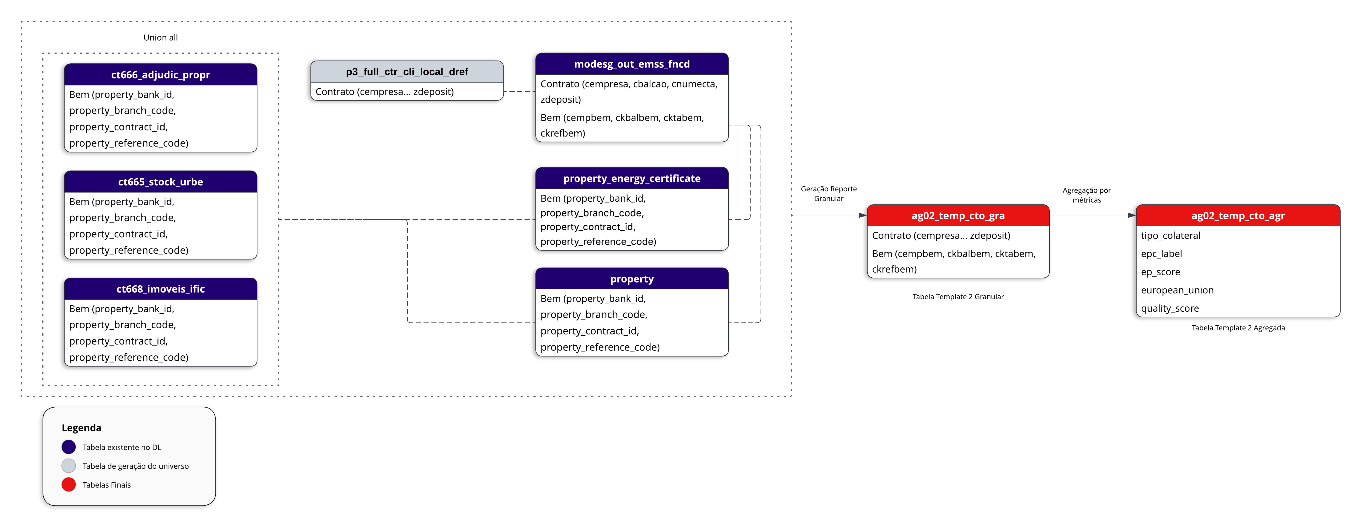 Union all
ct666_adjudic_propr
Bem (property_bank_id,
property_branch_code,
property_contract_id,
property_reference_code)
ct665_stock_urbe
Bem (property_bank_id,
property_branch_code,
property_contract_id,
property_reference_code)
ct668_imoveis_ific
Bem (property_bank_id,
property_branch_code,
property_contract_id,
property_reference_code)
p3_full_ctr_cli_local_dref
Contrato (cempresa... zdeposit)
modesg_out_emss_fncd
Contrato (cempresa, cbalcao, cnumecta,
zdeposit)
Bem (cempbem, ckbalbem, cktabem,
ckrefbem)
property_energy_certificate
Bem (property_bank_id,
property_branch_code,
property_contract_id,
property_reference_code)
property
Bem (property_bank_id,
property_branch_code,
property_contract_id,
property_reference_code)
Geração Reporte
Granular
ag02_temp_cto_gra
Contrato (cempresa... zdeposit)
Bem (cempbem, ckbalbem, cktabem,
ckrefbem)
Tabela Template 2 Granular
Agregação por
métricas
ag02_temp_cto_agr
tipo_colateral
epc_label
ep_score
european_union
quality_score
Tabela Template 2 Agregada
Legenda
Tabela existente no DL
Tabela de geração do universo
Tabelas Finais